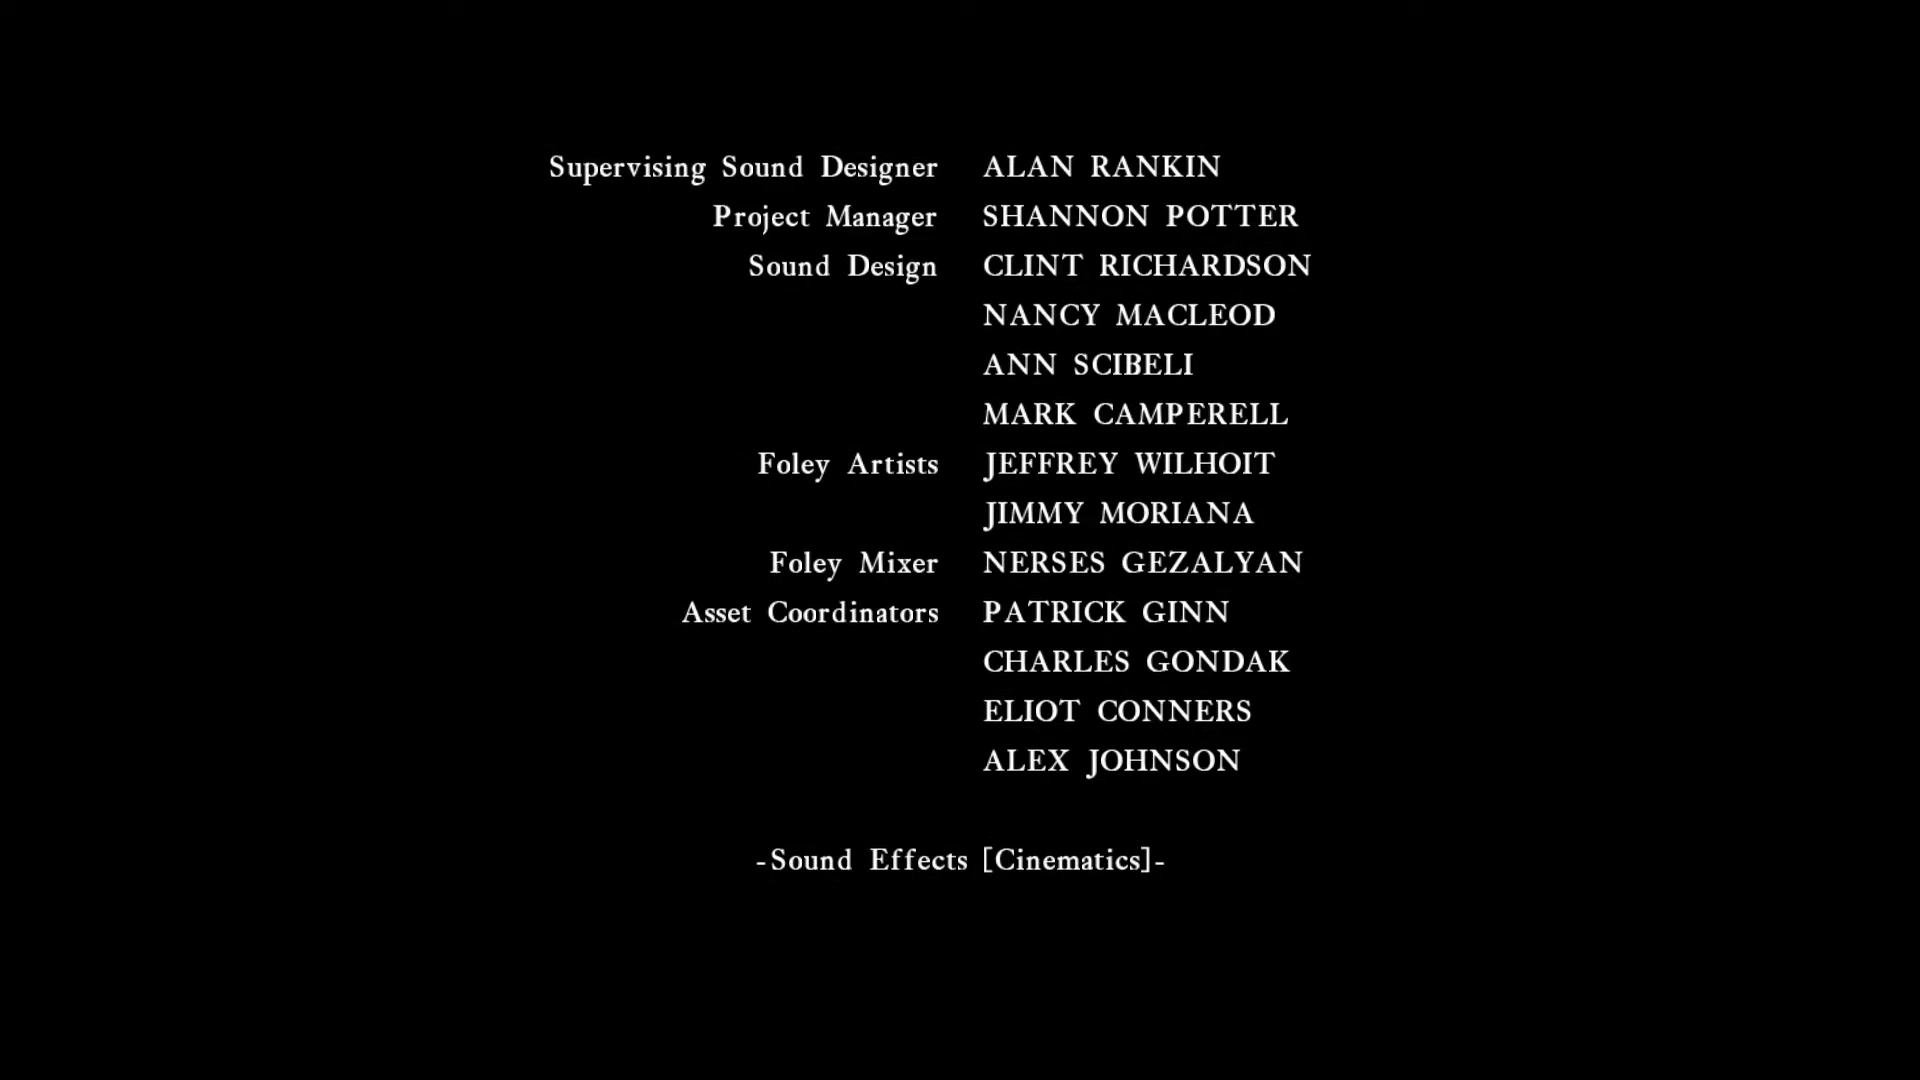 Supervising Sound Designer ALAN RANKIN
Project Manager SHANNON POTTER
Sound Design CLINT RICHARDSON
NANCY MACLEOD
ANN SCIBELI
MARK CAMPERELL
Foley Artists JEFFREY WILHOIT
JIMMY MORIANA
Foley Mixer NERSES GEZALYAN
Asset Coordinators PATRICK GINN
CHARLES GONDAK
ELIOT CONNERS
ALEX JOHNSON
-Sound Effects [Cinematics]-